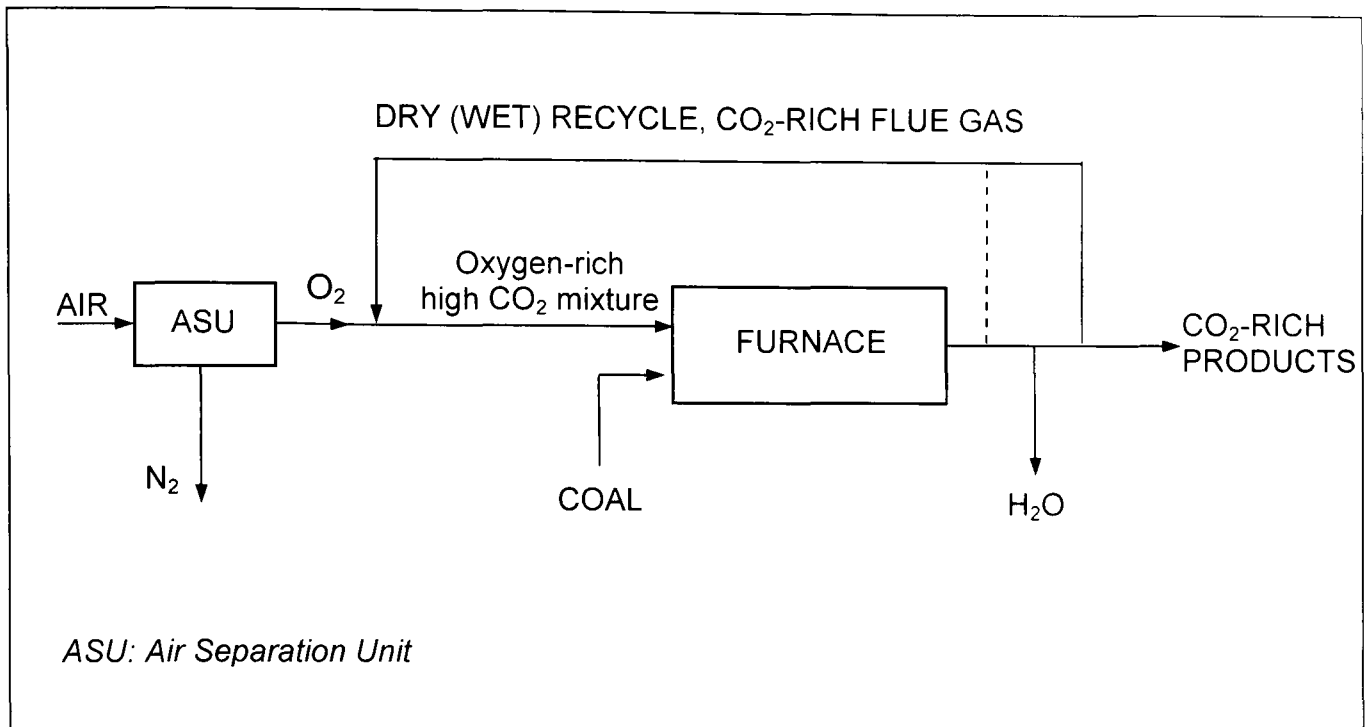 DRY (WET) RECYCLE, CO₂-RICH FLUE GAS
Oxygen-rich
high CO₂ mixture
O₂
AIR
ASU
FURNACE
CO₂-RICH
PRODUCTS
N₂
COAL
H₂O
ASU: Air Separation Unit